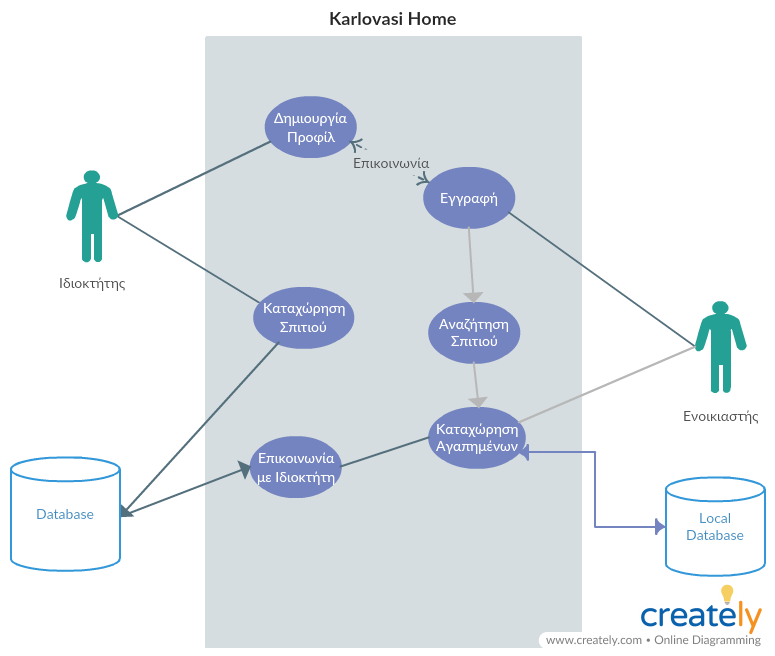 Karlovasi Home
Δημιουργία
Προφίλ
Επικοινωνία
Εγγραφή
Ιδιοκτήτης
Καταχώρηση
Σπιτιού
Αναζήτηση
Σπιτιού
Ενοικιαστής
Καταχώρηση
Αγαπημένων
Επικοινωνία
με Ιδιοκτήτη
Database
Local
Database
creately
www.creately.com • Online Diagramming